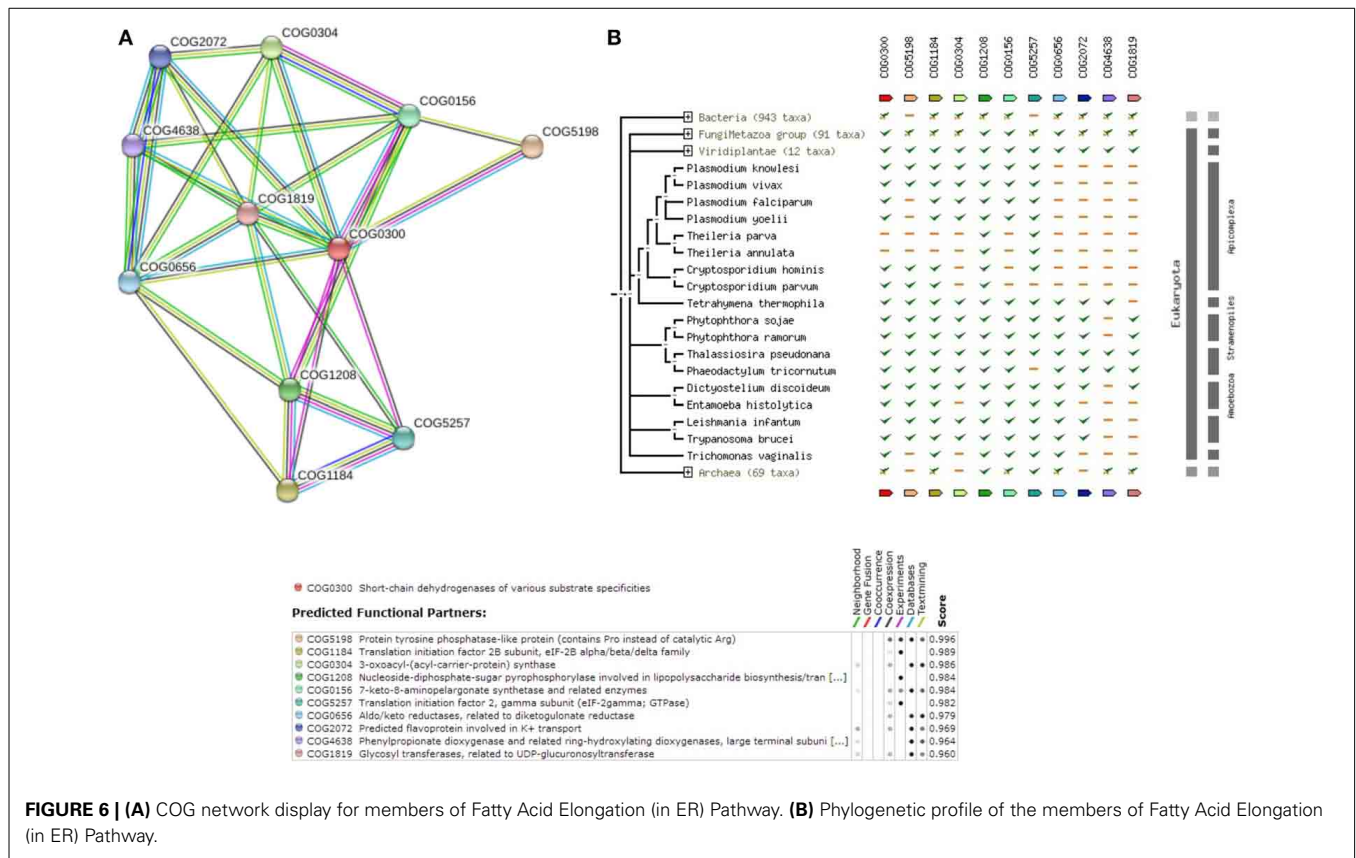 A
COG2072
COG0304
COG0156
COG5198
COG4638
COG1819
COG0300
COG0656
COG1208
COG5257
COG1184
B
COG0300
COG5198
COG1184
COG0304
COG1208
COG0156
COG5257
COG0656
COG2072
COG4638
COG1819
Bacteria (943 taxa)
FungiMetazoa group (91 taxa)
Viridiplantae (12 taxa)
Plasmodium knowlesi
Plasmodium vivax
Plasmodium falciparum
Plasmodium yoelii
Theileria parva
Theileria annulata
Cryptosporidium hominis
Cryptosporidium parvum
Tetrahymena thermophila
Phytophthora sojae
Phytophthora ramorum
Thalassiosira pseudonana
Phaeodactylum tricornutum
Dictyostelium discoideum
Entamoeba histolytica
Leishmania infantum
Trypanosoma brucei
Trichomonas vaginalis
Archaea (69 taxa)
Eukaryota
Apicomplexa
Stramenopiles
Amoebozoa
COG0300 Short-chain dehydrogenases of various substrate specificities
Predicted Functional Partners:
Neighborhood
Gene Fusion
Cooccurrence
Coexpression
Experiments
Databases
Textmining
Score
COG5198 Protein tyrosine phosphatase-like protein (contains Pro instead of catalytic Arg) 0.996
COG1184 Translation initiation factor 2B subunit, eIF-2B alpha/beta/delta family 0.989
COG0304 3-oxoacyl-(acyl-carrier-protein) synthase 0.986
COG1208 Nucleoside-diphosphate-sugar pyrophosphorylase involved in lipopolysaccharide biosynthesis/tran [...] 0.984
COG0156 7-keto-8-aminopelargonate synthetase and related enzymes 0.984
COG5257 Translation initiation factor 2, gamma subunit (eIF-2gamma; GTPase) 0.982
COG0656 Aldo/keto reductases, related to diketogulonate reductase 0.979
COG2072 Predicted flavoprotein involved in K+ transport 0.969
COG4638 Phenylpropionate dioxygenase and related ring-hydroxylating dioxygenases, large terminal subuni [...] 0.964
COG1819 Glycosyl transferases, related to UDP-glucuronosyltransferase 0.960
FIGURE 6 | (A) COG network display for members of Fatty Acid Elongation (in ER) Pathway. (B) Phylogenetic profile of the members of Fatty Acid Elongation
(in ER) Pathway.